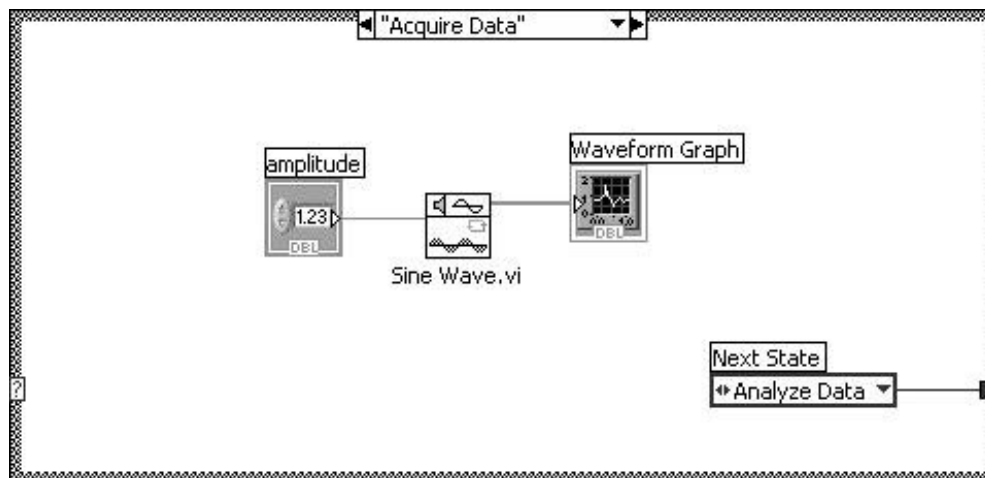 "Acquire Data"
Waveform Graph
amplitude
1.23
DBL
DBL
Sine Wave.vi
Next State
Analyze Data
?